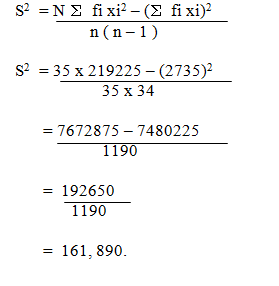 S² = N Σ fi xi² – (Σ fi xi)²
n ( n – 1 )
S² = 35 x 219225 – (2735)²
35 x 34
= 7672875 – 7480225
1190
= 192650
1190
= 161, 890.